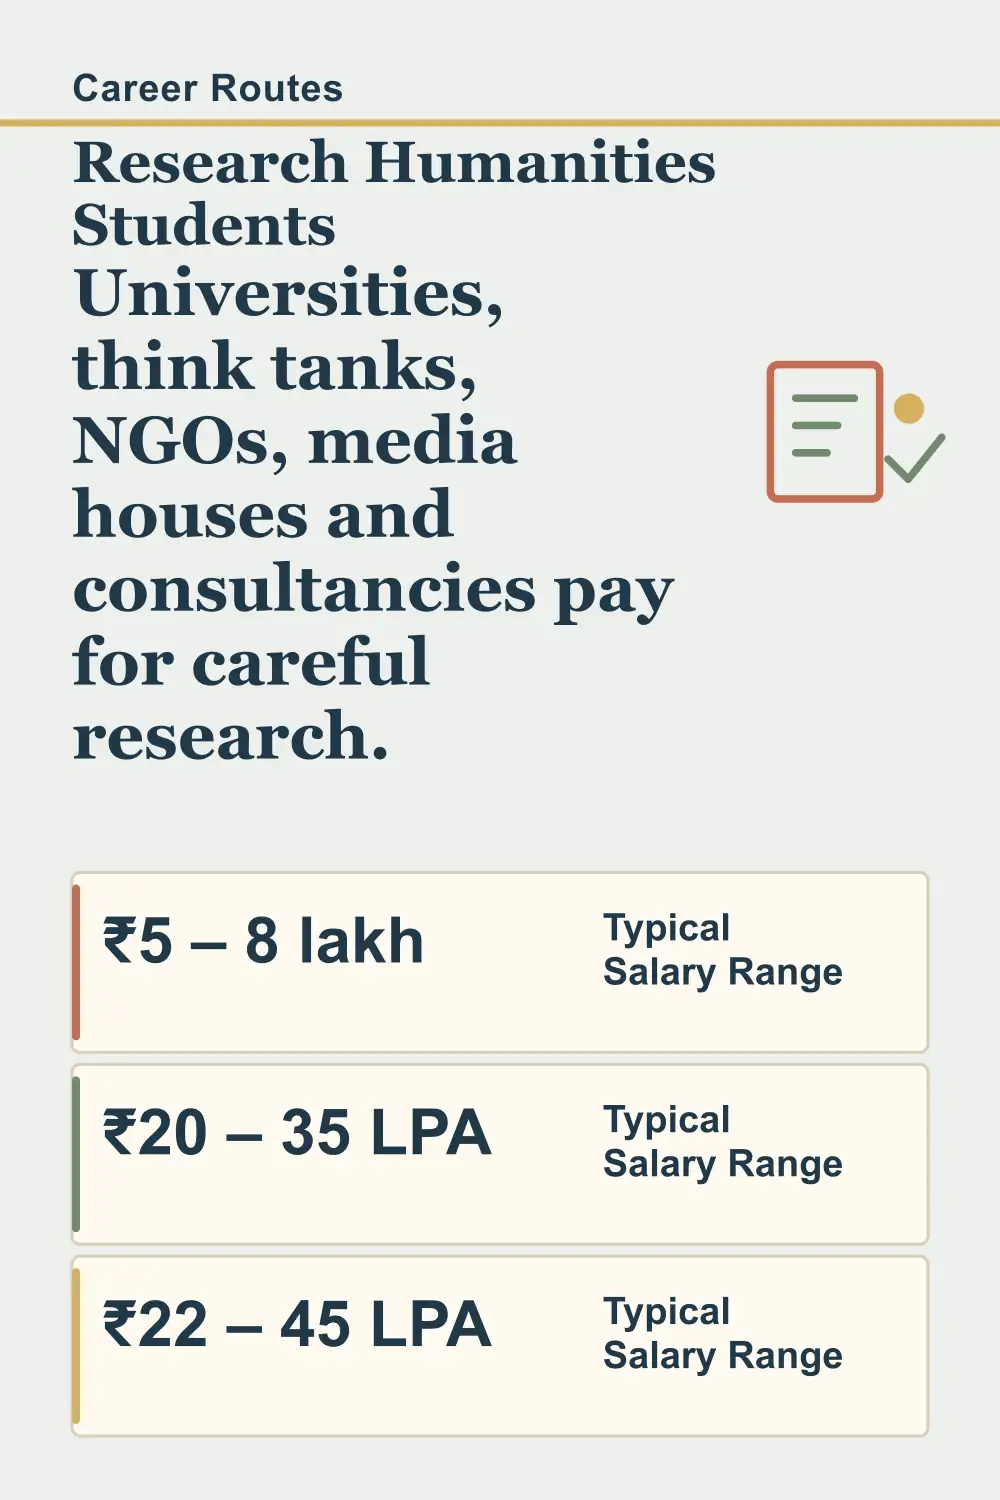 Career Routes
Research Humanities
Students
Universities,
think tanks,
NGOs, media
houses and
consultancies pay
for careful
research.
₹5 – 8 lakh
Typical
Salary Range
₹20 – 35 LPA
Typical
Salary Range
₹22 – 45 LPA
Typical
Salary Range